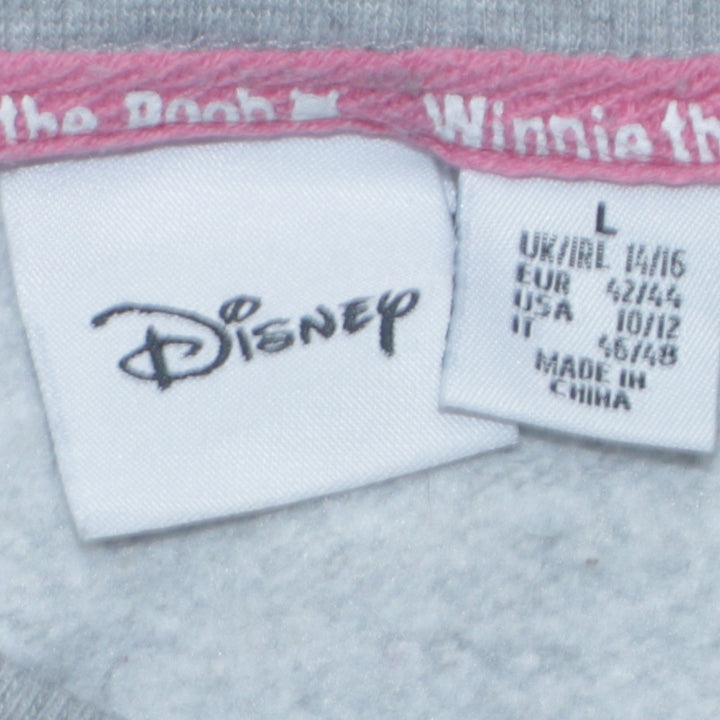 the Pooh Winnie th
Disney
L
UK/IRL 14/16
EUR 42/44
USA 10/12
IT 46/48
MADE IN
CHINA